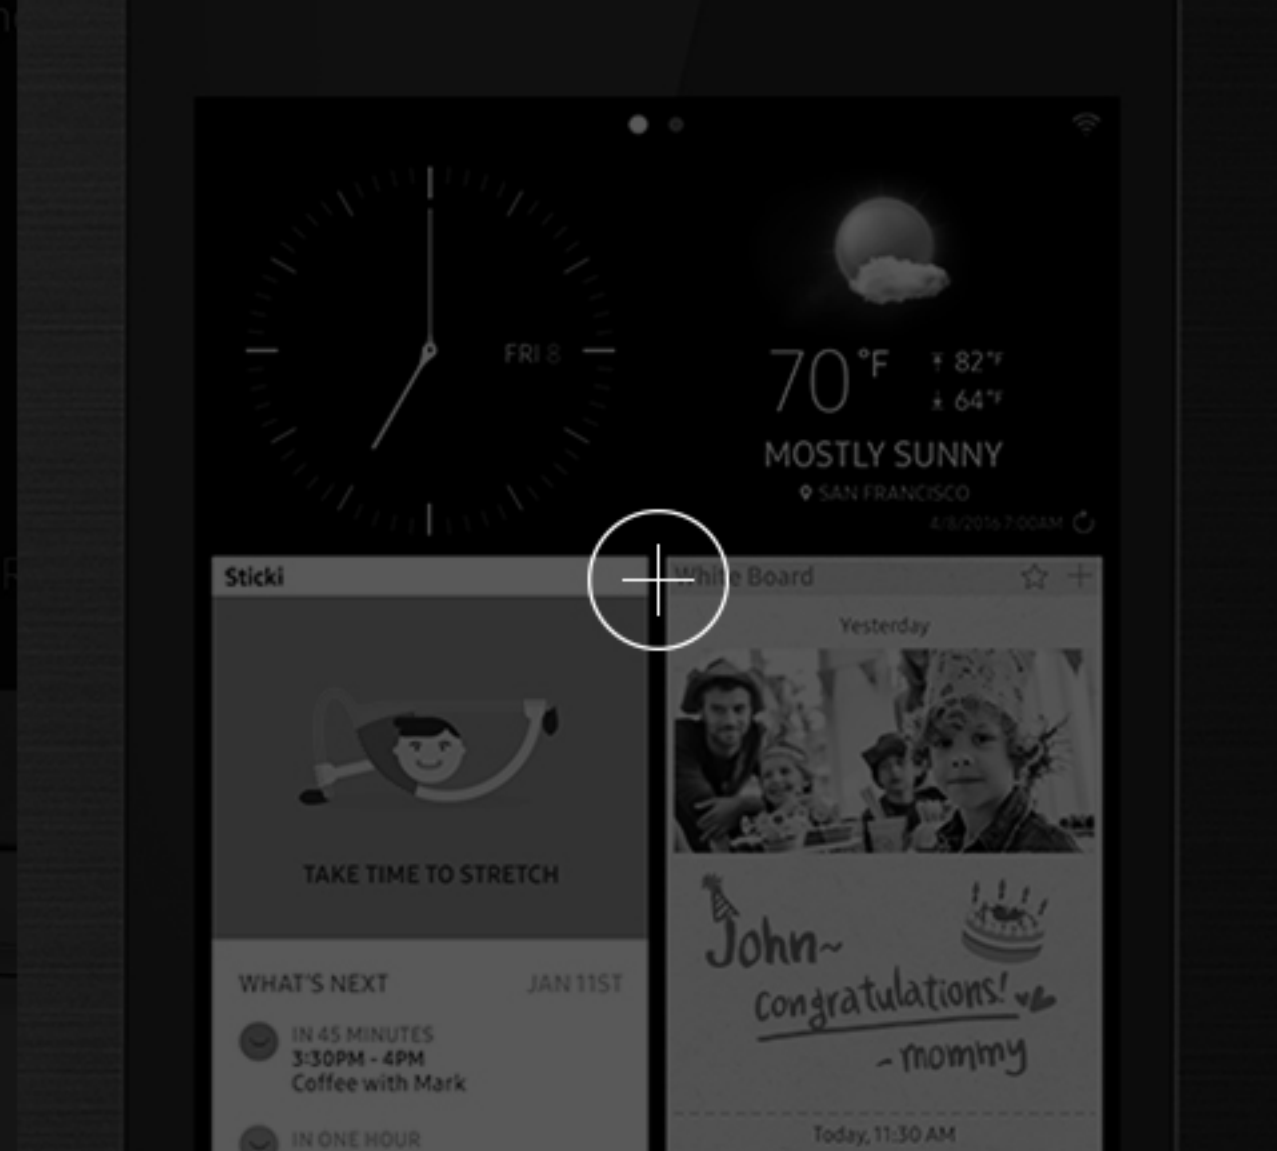 FRI 8
70°F
82°F
64°F
MOSTLY SUNNY
SAN FRANCISCO
4/8/2016 7:00AM
Sticki
White Board
Yesterday
TAKE TIME TO STRETCH
John~
congratulations!
- mommy
WHAT'S NEXT
JAN 11ST
IN 45 MINUTES
3:30PM - 4PM
Coffee with Mark
IN ONE HOUR
Today, 11:30 AM